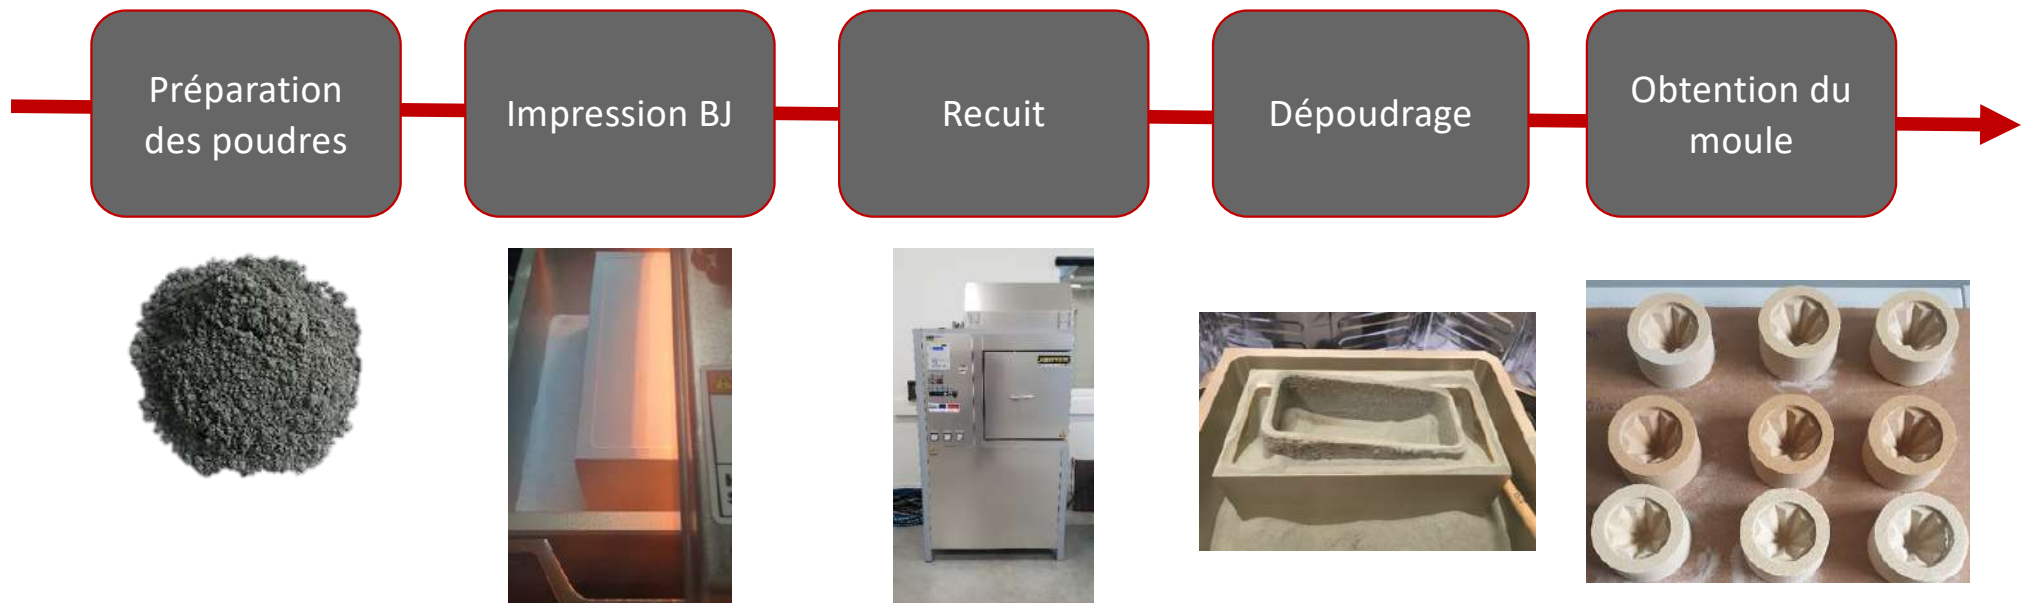 Préparation
des poudres
Impression BJ
Recuit
Dépoudrage
Obtention du
moule